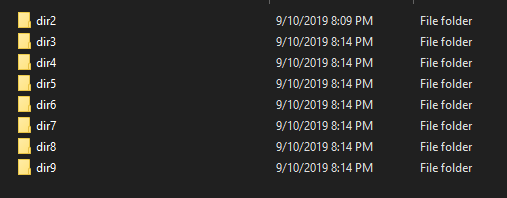 dir2 9/10/2019 8:09 PM File folder
dir3 9/10/2019 8:14 PM File folder
dir4 9/10/2019 8:14 PM File folder
dir5 9/10/2019 8:14 PM File folder
dir6 9/10/2019 8:14 PM File folder
dir7 9/10/2019 8:14 PM File folder
dir8 9/10/2019 8:14 PM File folder
dir9 9/10/2019 8:14 PM File folder